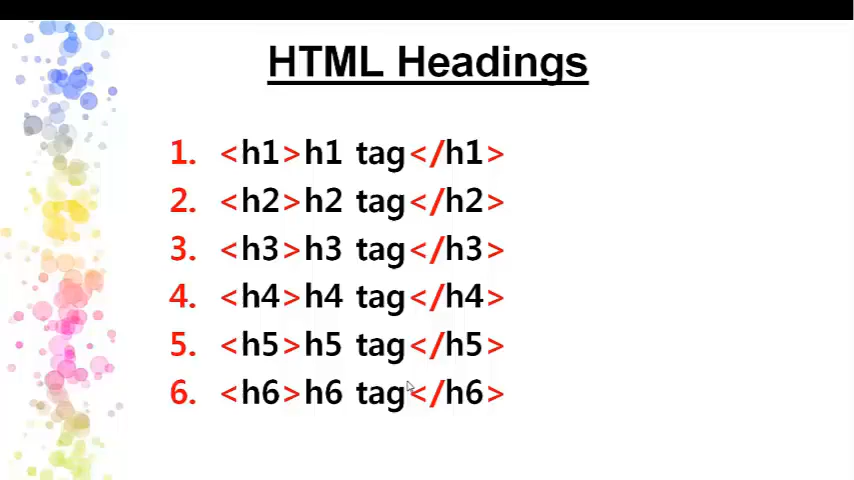 HTML Headings
1. <h1>h1 tag</h1>
2. <h2>h2 tag</h2>
3. <h3>h3 tag</h3>
4. <h4>h4 tag</h4>
5. <h5>h5 tag</h5>
6. <h6>h6 tag</h6>